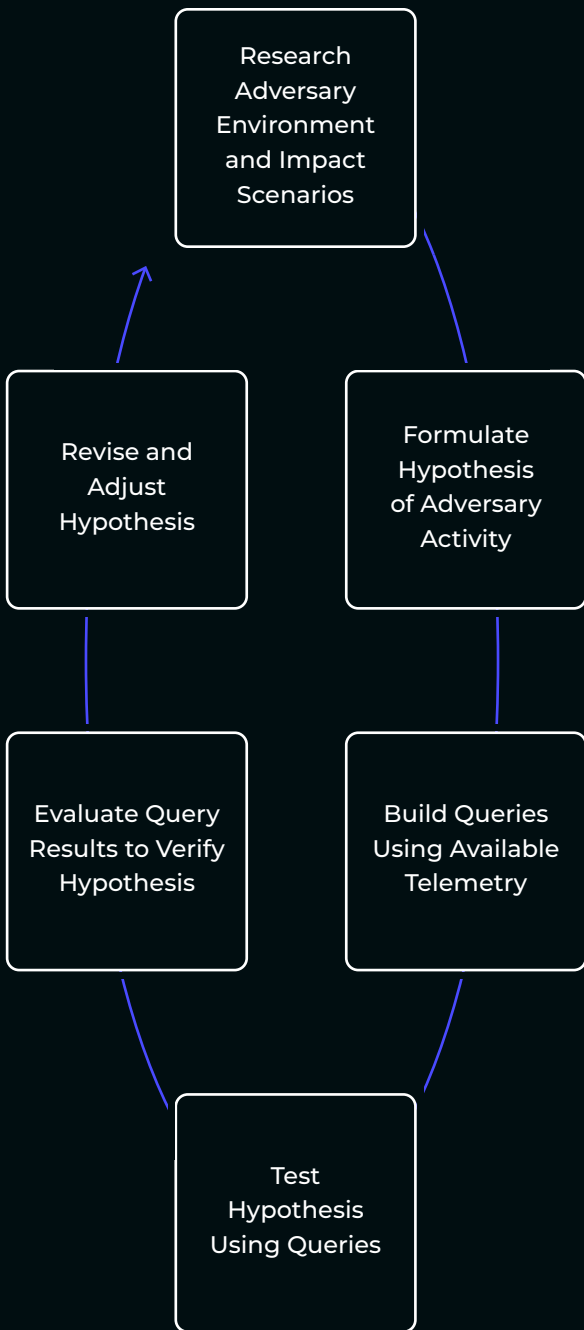 Research
Adversary
Environment
and Impact
Scenarios
Formulate
Hypothesis
of Adversary
Activity
Build Queries
Using Available
Telemetry
Test
Hypothesis
Using Queries
Evaluate Query
Results to Verify
Hypothesis
Revise and
Adjust
Hypothesis